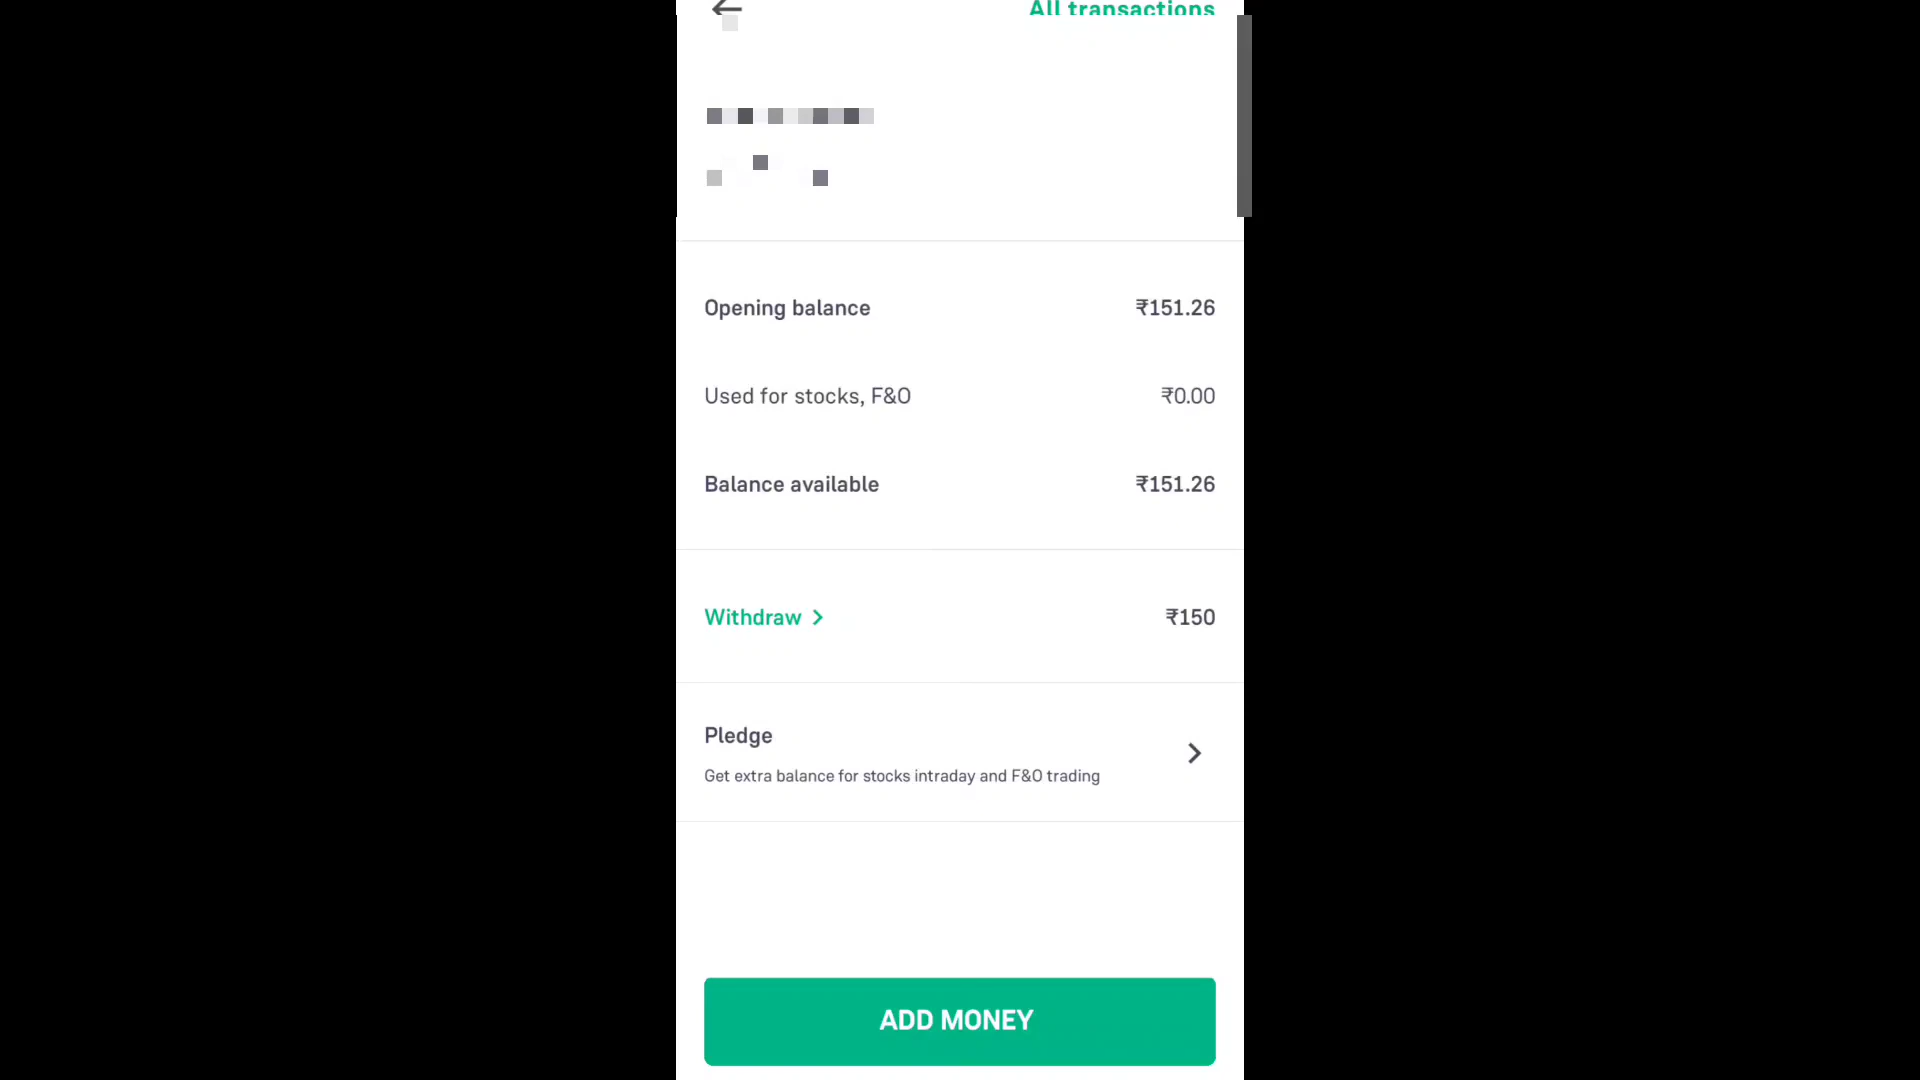 All transactions
Opening balance ₹151.26
Used for stocks, F&O ₹0.00
Balance available ₹151.26
Withdraw ₹150
Pledge
Get extra balance for stocks intraday and F&O trading
ADD MONEY